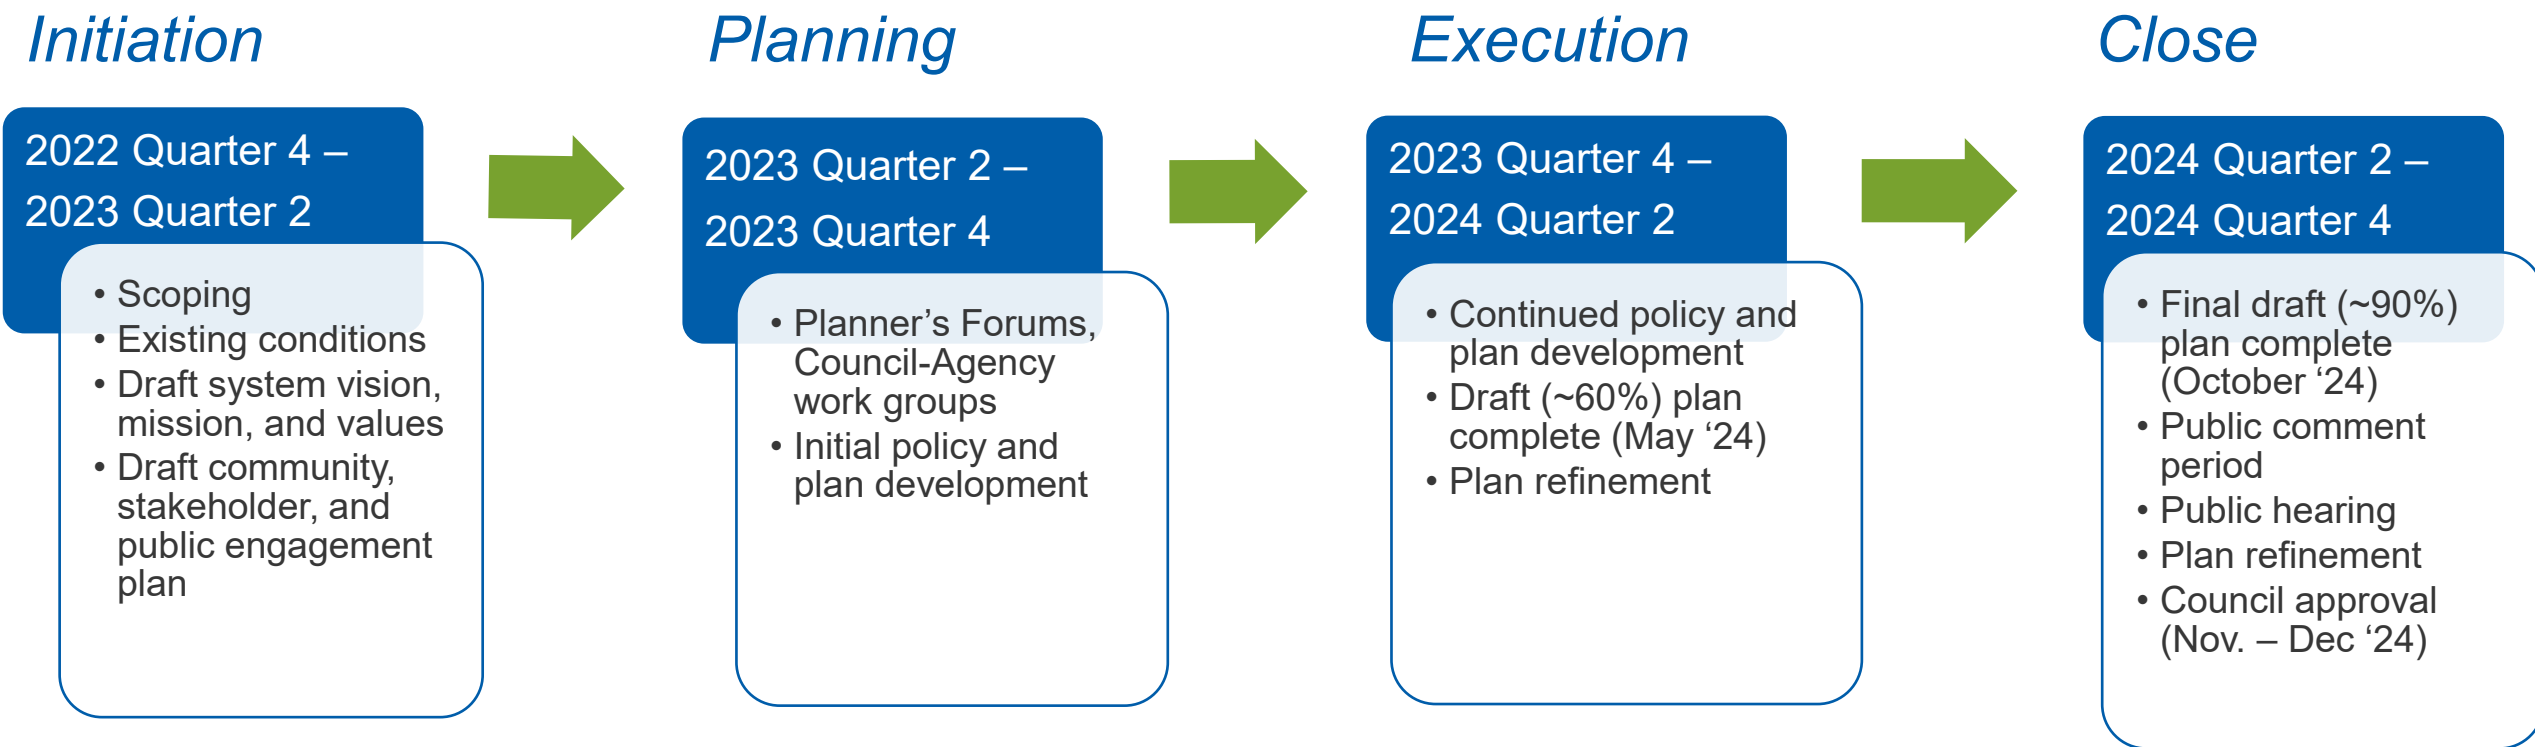 Initiation
2022 Quarter 4 –
2023 Quarter 2
• Scoping
• Existing conditions
• Draft system vision,
mission, and values
• Draft community,
stakeholder, and
public engagement
plan
Planning
2023 Quarter 2 –
2023 Quarter 4
• Planner’s Forums,
Council-Agency
work groups
• Initial policy and
plan development
Execution
2023 Quarter 4 –
2024 Quarter 2
• Continued policy and
plan development
• Draft (~60%) plan
complete (May ‘24)
• Plan refinement
Close
2024 Quarter 2 –
2024 Quarter 4
• Final draft (~90%)
plan complete
(October ‘24)
• Public comment
period
• Public hearing
• Plan refinement
• Council approval
(Nov. – Dec ‘24)